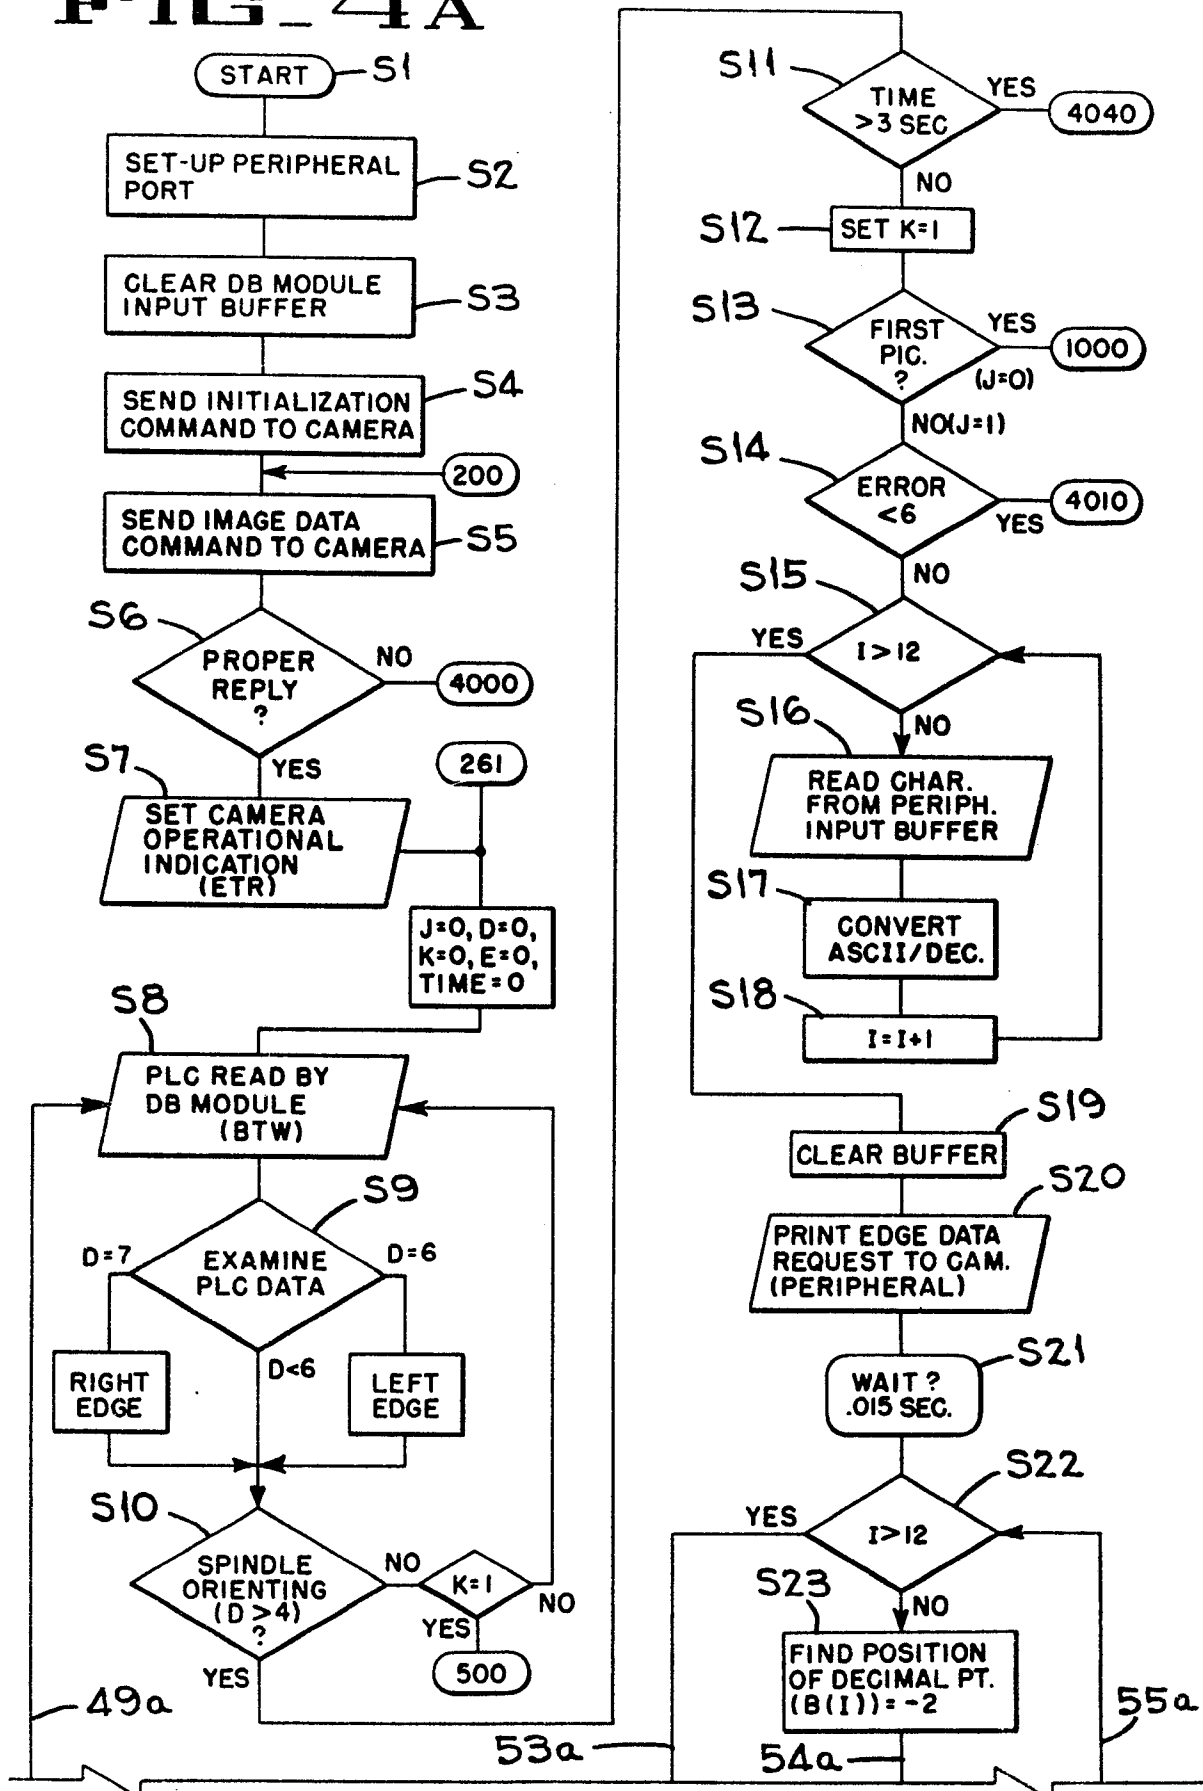 FIG_4A
START
S1
SET-UP PERIPHERAL
PORT
S2
CLEAR DB MODULE
INPUT BUFFER
S3
SEND INITIALIZATION
COMMAND TO CAMERA
S4
200
SEND IMAGE DATA
COMMAND TO CAMERA
S5
S6
PROPER
REPLY
?
NO
4000
YES
S7
SET CAMERA
OPERATIONAL
INDICATION
(ETR)
261
J=0, D=0,
K=0, E=0,
TIME=0
S8
PLC READ BY
DB MODULE
(BTW)
S9
EXAMINE
PLC DATA
D=7
D=6
D<6
RIGHT
EDGE
LEFT
EDGE
S10
SPINDLE
ORIENTING
(D>4)
?
NO
K=1
NO
YES
500
YES
49a
S11
TIME
>3 SEC
YES
4040
NO
S12
SET K=1
S13
FIRST
PIC.
?
YES
1000
(J=0)
NO(J=1)
S14
ERROR
<6
YES
4010
NO
S15
I>12
YES
NO
S16
READ CHAR.
FROM PERIPH.
INPUT BUFFER
S17
CONVERT
ASCII/DEC.
S18
I=I+1
S19
CLEAR BUFFER
S20
PRINT EDGE DATA
REQUEST TO CAM.
(PERIPHERAL)
S21
WAIT ?
.015 SEC.
S22
I>12
YES
NO
S23
FIND POSITION
OF DECIMAL PT.
(B(I))=-2
53a
54a
55a